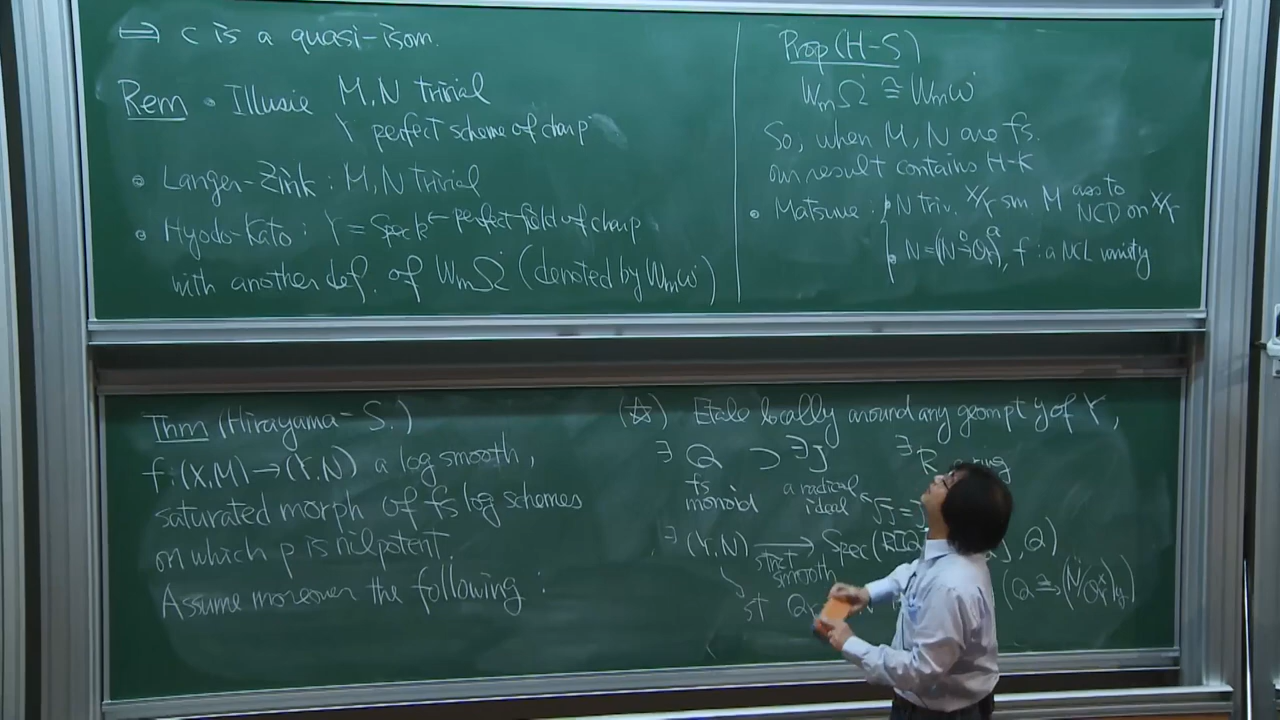 ⟹ c is a quasi-isom.
Rem • Illusie M, N trivial
Y perfect scheme of char p
• Langer-Zink : M, N trivial
• Hyodo-Kato : Y = Spec k ← perfect field of char p
with another def. of WmΩ˙ (denoted by Wmω˙)
Prop (H-S)
WmΩ˙ ≅ Wmω˙
So, when M, N are fs.
our result contains H-K
• Matsuue : • N triv. X/Y sm M ass to
NCD on X/Y
f : a NCL variety
Thm (Hirayama-S.)
f : (X,M) → (Y,N) a log smooth,
saturated morph of fs log schemes
on which p is nilpotent.
Assume moreover the following :
(☆) Etale locally around any geom pt ȳ of Y,
∃ Q ⊃ ∃J ∃R a ring
fs monoid
a radical ideal
∃ (Y,N) → Spec(
strict smooth
, Q)
st Q